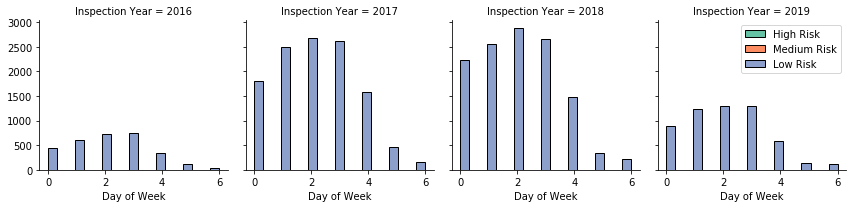 Inspection Year = 2016
Inspection Year = 2017
Inspection Year = 2018
Inspection Year = 2019
3000
2500
2000
1500
1000
500
0
High Risk
Medium Risk
Low Risk
0 2 4 6
0 2 4 6
0 2 4 6
0 2 4 6
Day of Week
Day of Week
Day of Week
Day of Week